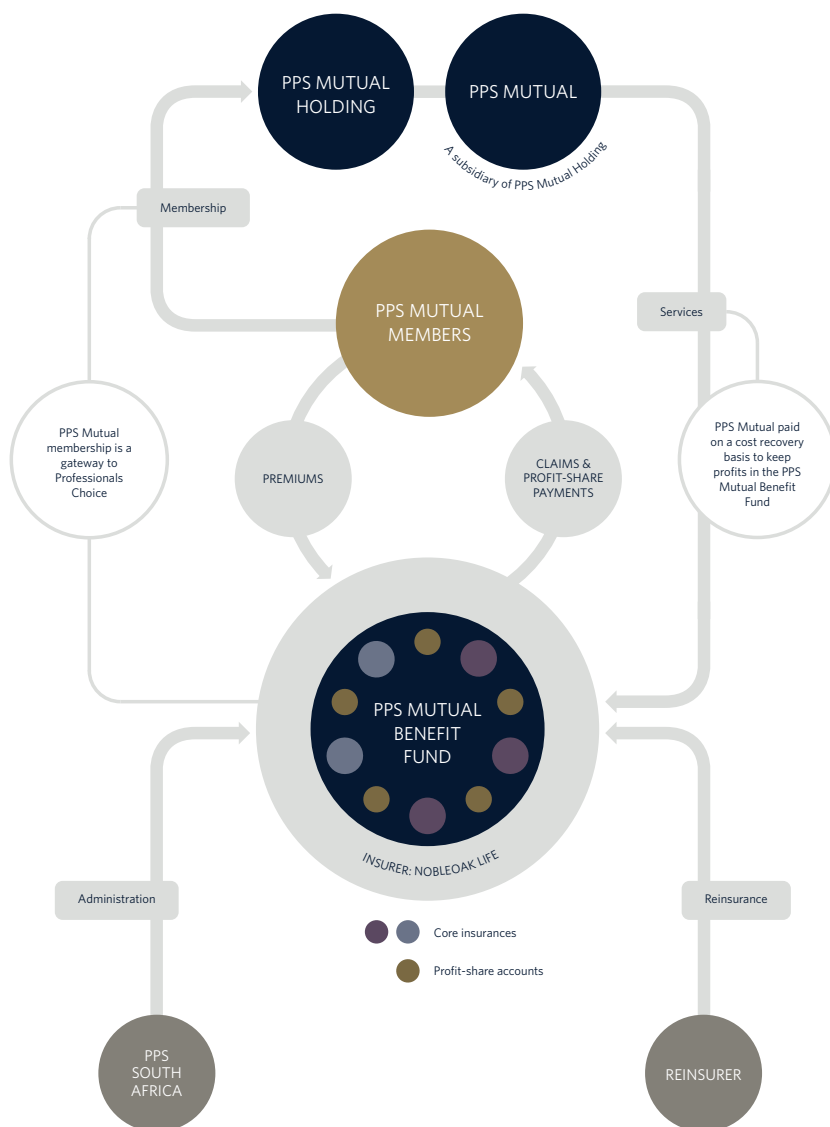 PPS MUTUAL
HOLDING
PPS MUTUAL
A subsidiary of PPS Mutual Holding
Membership
PPS MUTUAL
MEMBERS
Services
PPS Mutual
membership is a
gateway to
Professionals
Choice
PREMIUMS
CLAIMS &
PROFIT-SHARE
PAYMENTS
PPS Mutual paid
on a cost recovery
basis to keep
profits in the PPS
Mutual Benefit
Fund
PPS MUTUAL
BENEFIT
FUND
INSURER: NOBLEOAK LIFE
Administration
Reinsurance
Core insurances
Profit-share accounts
PPS
SOUTH
AFRICA
REINSURER